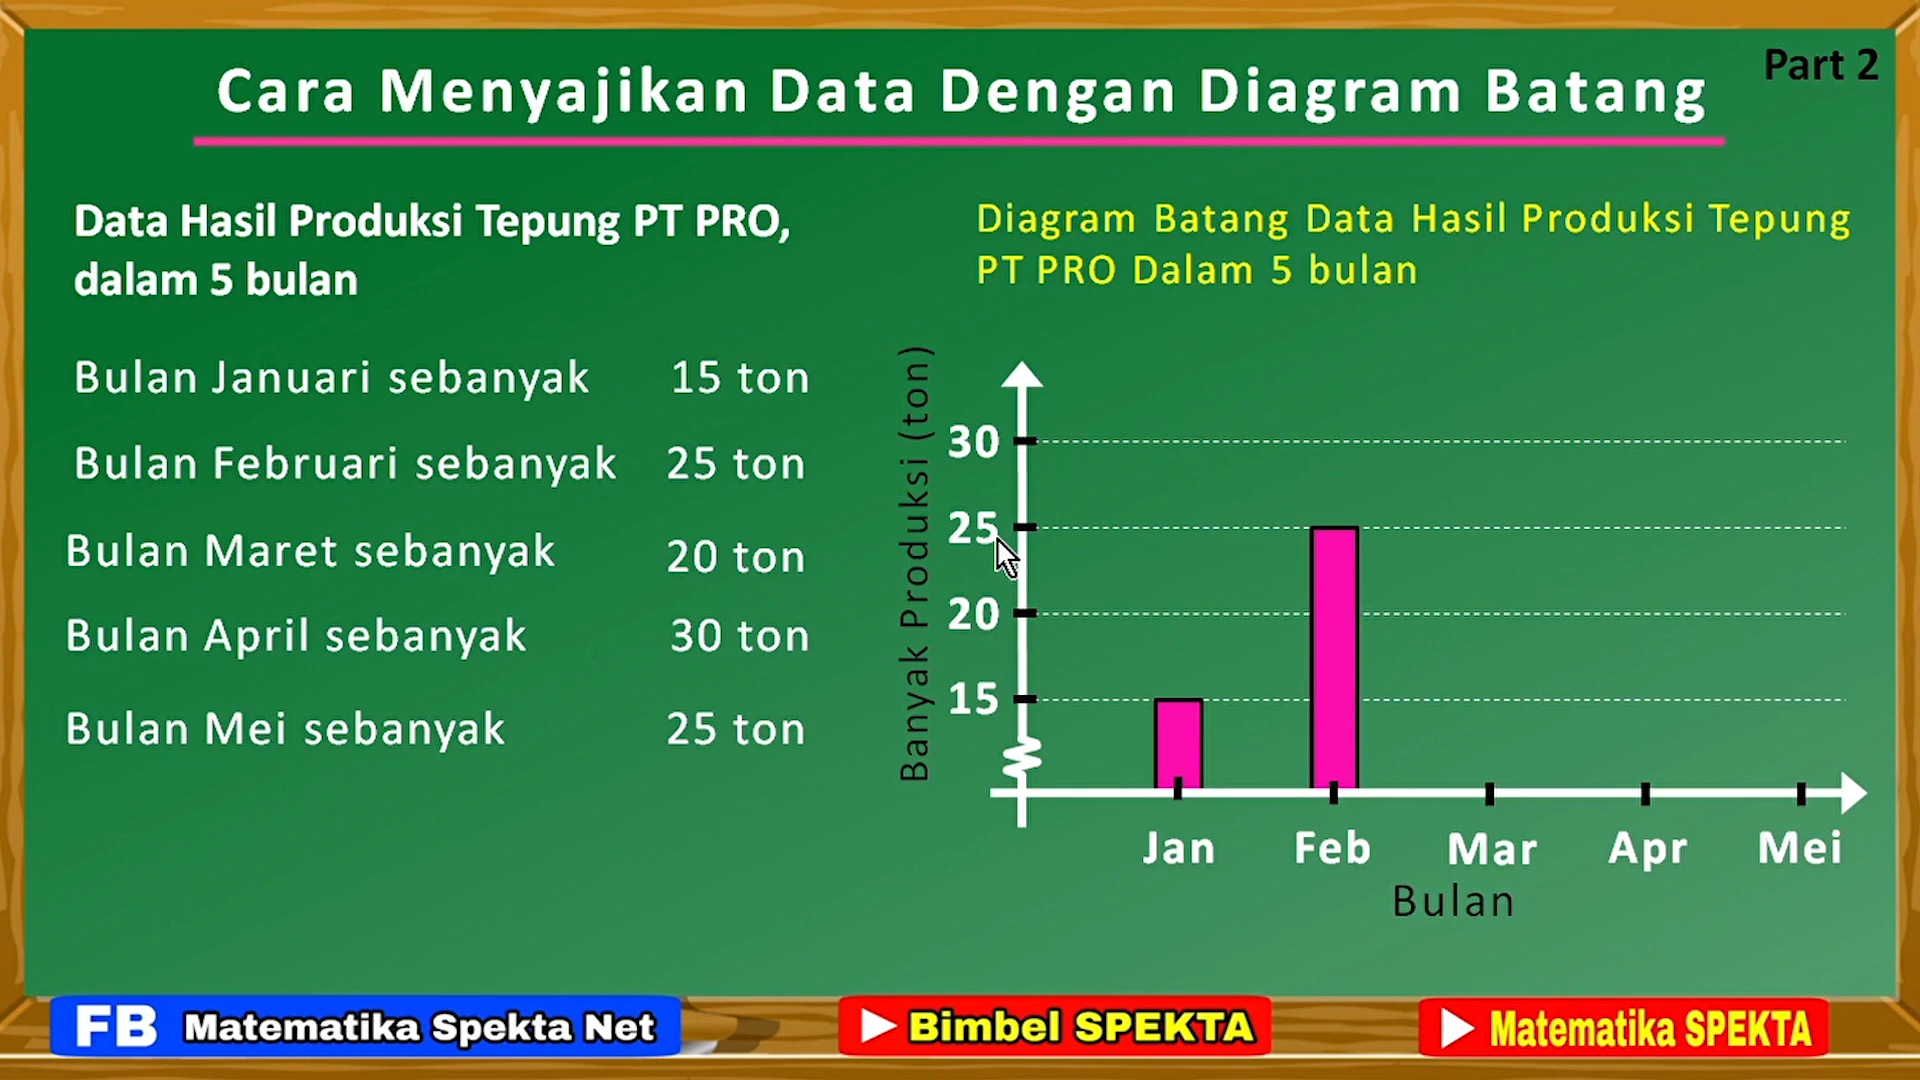 Part 2
Cara Menyajikan Data Dengan Diagram Batang
Data Hasil Produksi Tepung PT PRO,
dalam 5 bulan
Bulan Januari sebanyak 15 ton
Bulan Februari sebanyak 25 ton
Bulan Maret sebanyak 20 ton
Bulan April sebanyak 30 ton
Bulan Mei sebanyak 25 ton
Diagram Batang Data Hasil Produksi Tepung
PT PRO Dalam 5 bulan
Banyak Produksi (ton)
30
25
20
15
Jan Feb Mar Apr Mei
Bulan
FB Matematika Spekta Net
Bimbel SPEKTA
Matematika SPEKTA